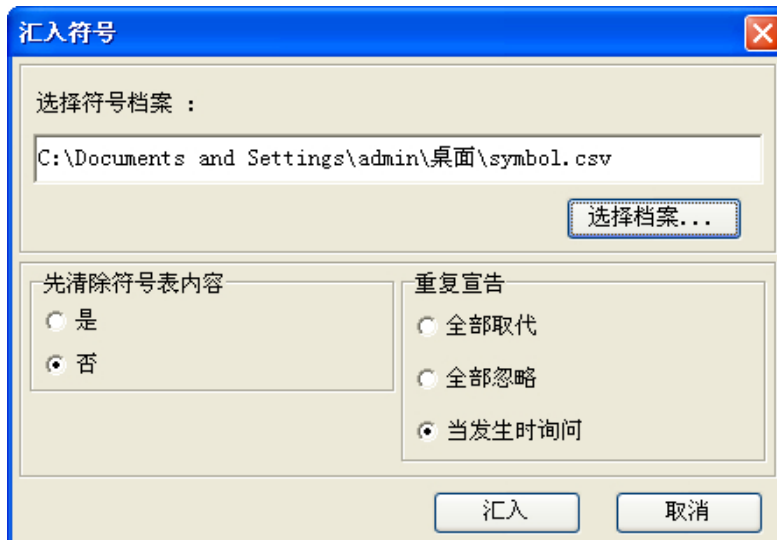 汇入符号
选择符号档案 :
C:\Documents and Settings\admin\桌面\symbol.csv
选择档案...
先清除符号表内容
是
否
重复宣告
全部取代
全部忽略
当发生时询问
汇入
取消